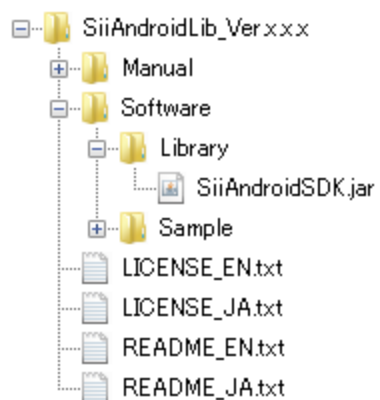 SiiAndroidLib_Ver.x.x.x
Manual
Software
Library
SiiAndroidSDK.jar
Sample
LICENSE_EN.txt
LICENSE_JA.txt
README_EN.txt
README_JA.txt